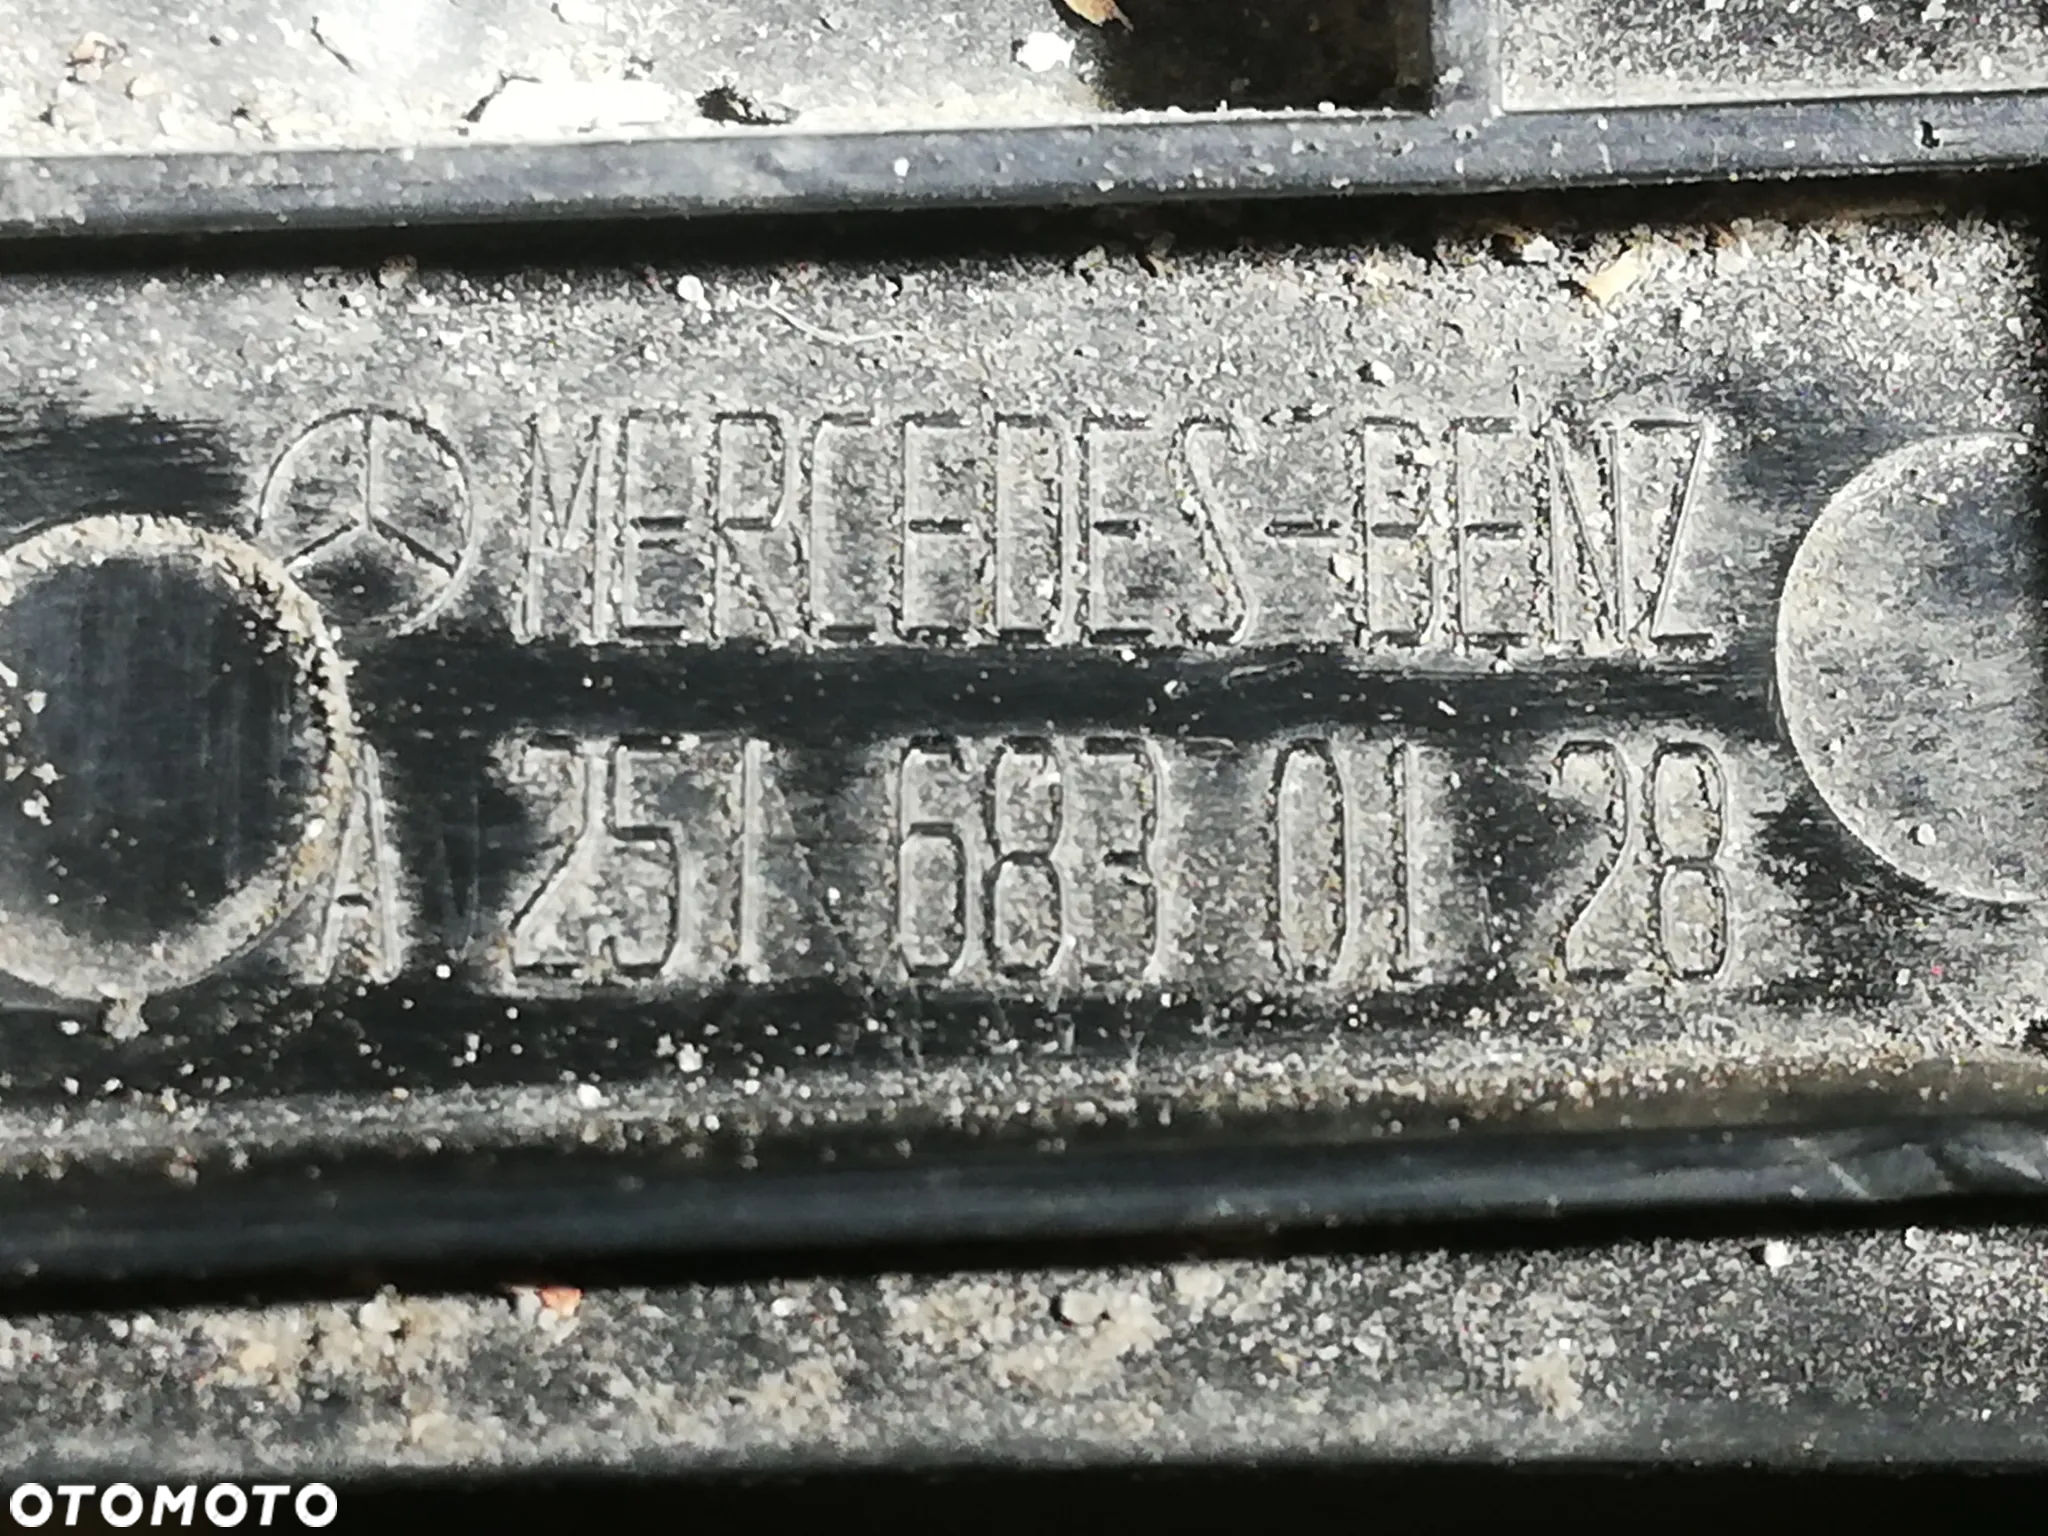 MERCEDES-BENZ
A 251 683 01 28
OTOMOTO